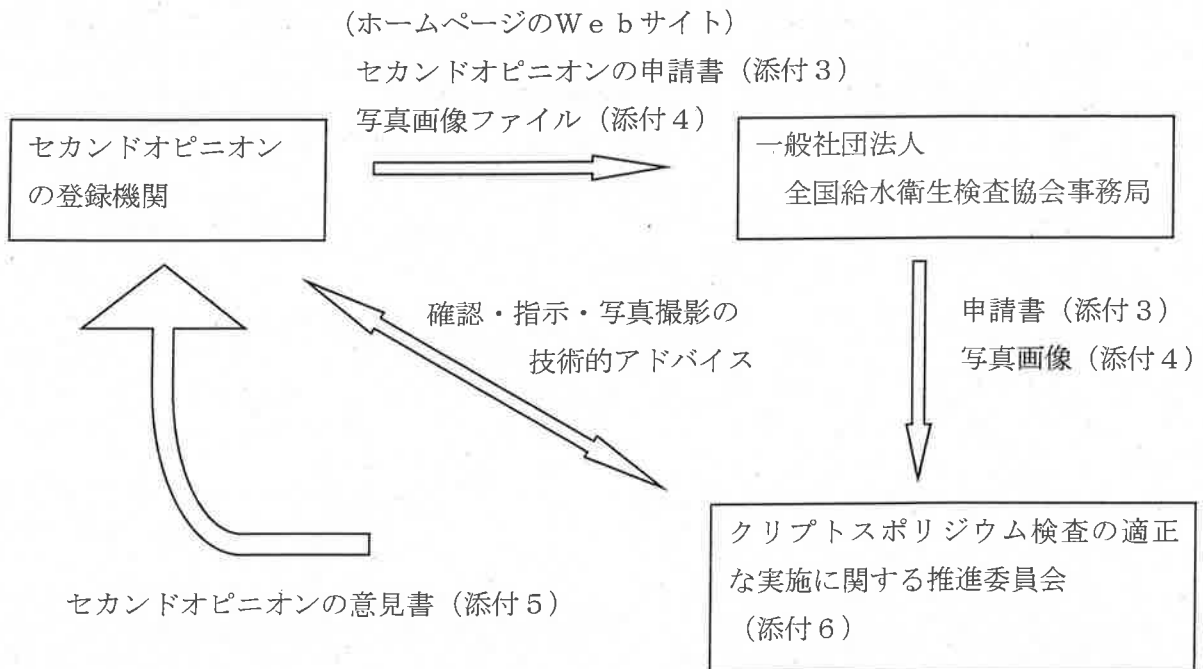 (ホームページのWebサイト)
セカンドオピニオンの申請書(添付3)
写真画像ファイル(添付4)
セカンドオピニオン
の登録機関
一般社団法人
全国給水衛生検査協会事務局
確認・指示・写真撮影の
技術的アドバイス
申請書(添付3)
写真画像(添付4)
セカンドオピニオンの意見書(添付5)
クリプトスポリジウム検査の適正
な実施に関する推進委員会
(添付6)